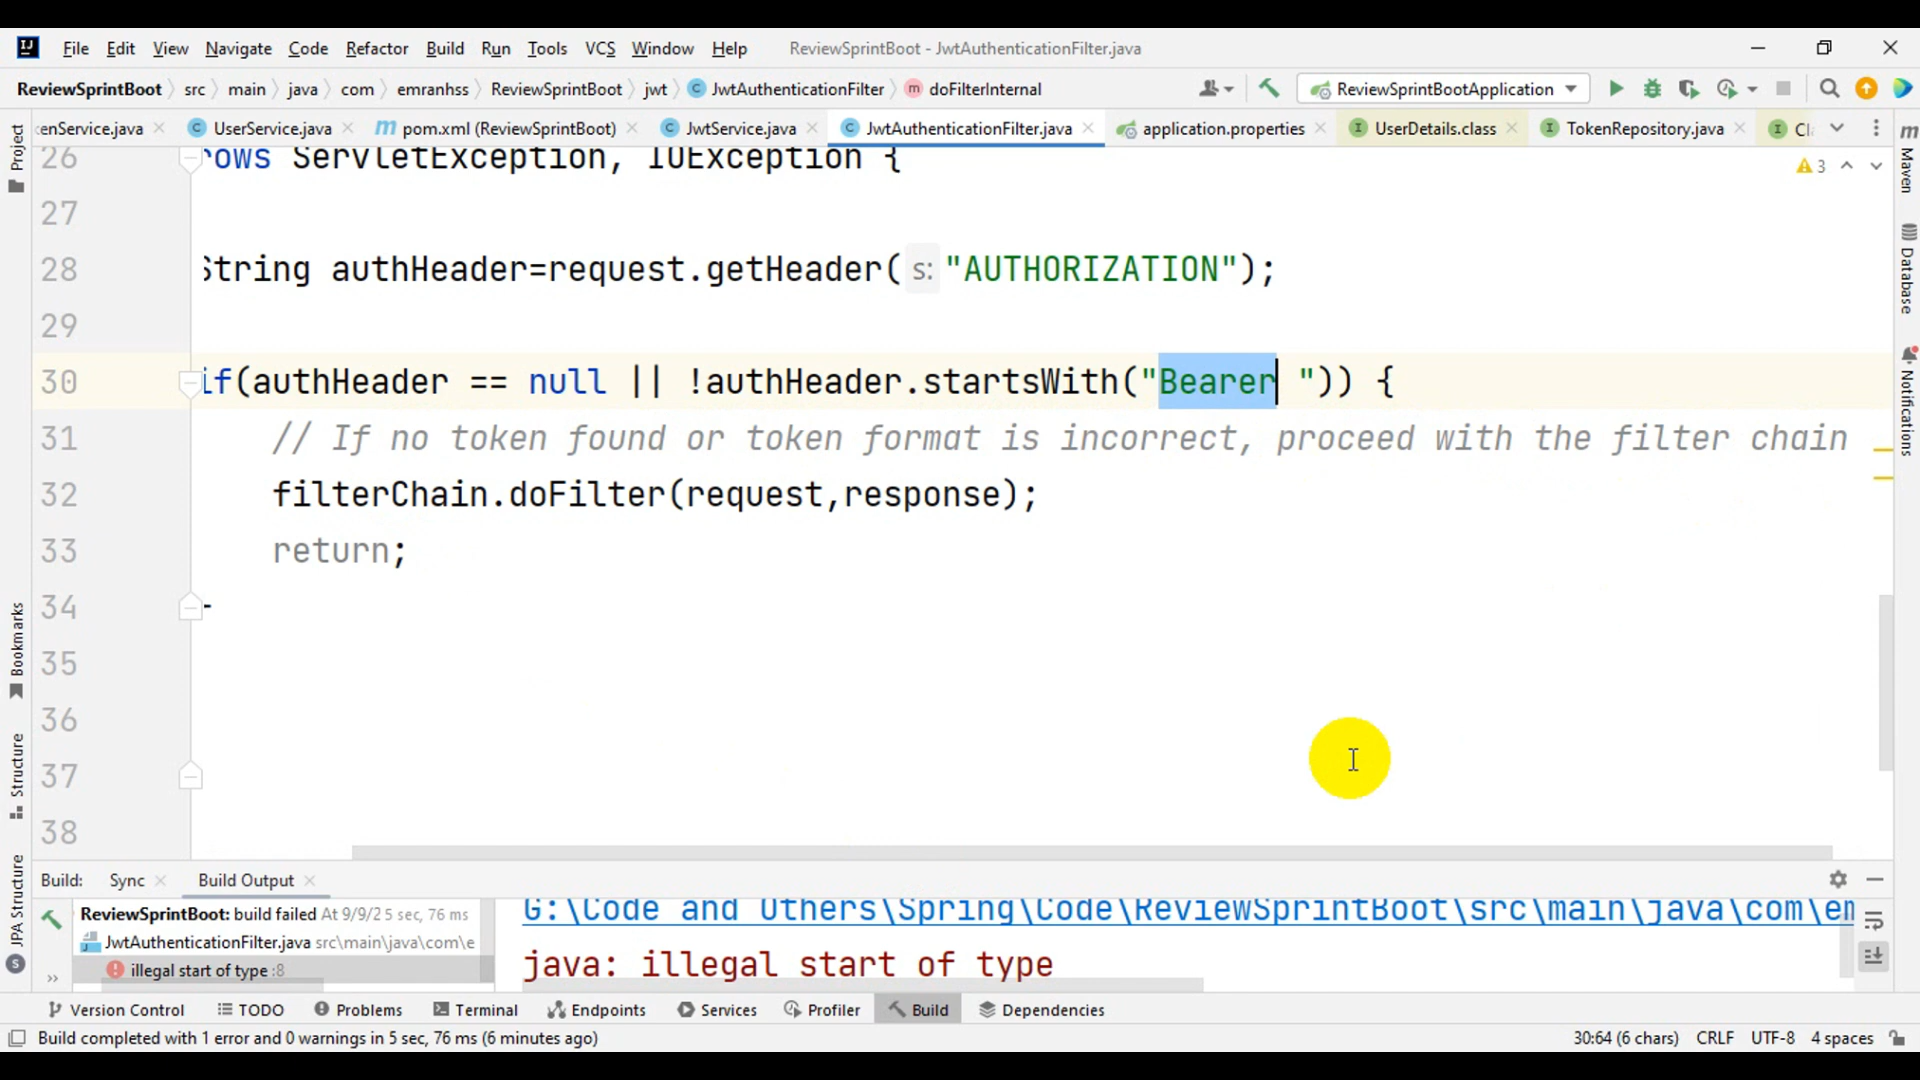 File Edit View Navigate Code Refactor Build Run Tools VCS Window Help ReviewSprintBoot - JwtAuthenticationFilter.java
ReviewSprintBoot src main java com emranhss ReviewSprintBoot jwt JwtAuthenticationFilter doFilterInternal ReviewSprintBootApplication
enService.java UserService.java pom.xml (ReviewSprintBoot) JwtService.java JwtAuthenticationFilter.java application.properties UserDetails.class TokenRepository.java Cl
Project
Maven
Database
Notifications
Bookmarks
Structure
JPA Structure
3
26 rows ServletException, IOException {
27
28 String authHeader=request.getHeader( s: "AUTHORIZATION");
29
30 if(authHeader == null || !authHeader.startsWith("Bearer ")) {
31 // If no token found or token format is incorrect, proceed with the filter chain
32 filterChain.doFilter(request,response);
33 return;
34
35
36
37
38
Build: Sync Build Output
ReviewSprintBoot: build failed At 9/9/2 5 sec, 76 ms
JwtAuthenticationFilter.java src\main\java\com\e
illegal start of type :8
G:\Code and Others\Spring\Code\ReviewSprintBoot\src\main\java\com\em
java: illegal start of type
Version Control TODO Problems Terminal Endpoints Services Profiler Build Dependencies
Build completed with 1 error and 0 warnings in 5 sec, 76 ms (6 minutes ago) 30:64 (6 chars) CRLF UTF-8 4 spaces